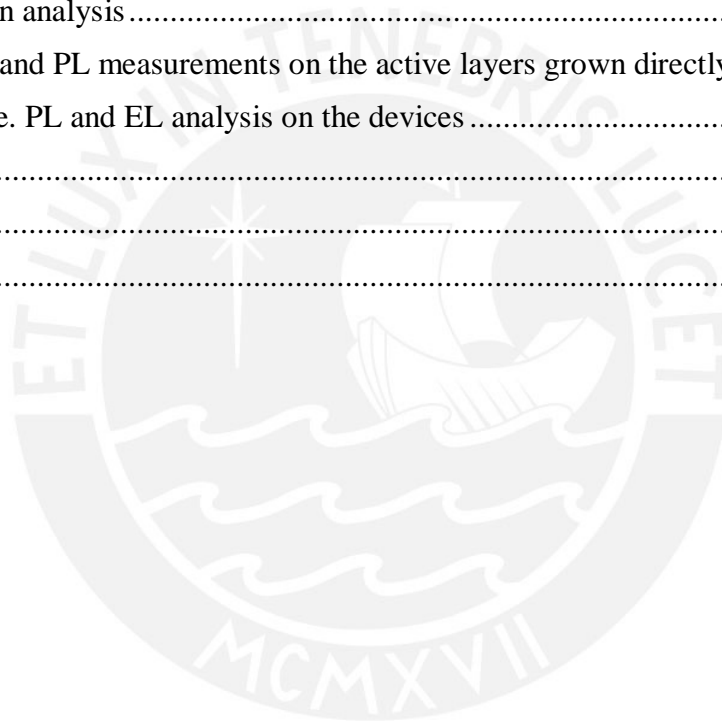 n analysis ............................................................................
and PL measurements on the active layers grown directly
e. PL and EL analysis on the devices ........................................
..............................................................................................
..............................................................................................
..............................................................................................
ET LUX IN TENEBRIS LUCET
MCMXVII